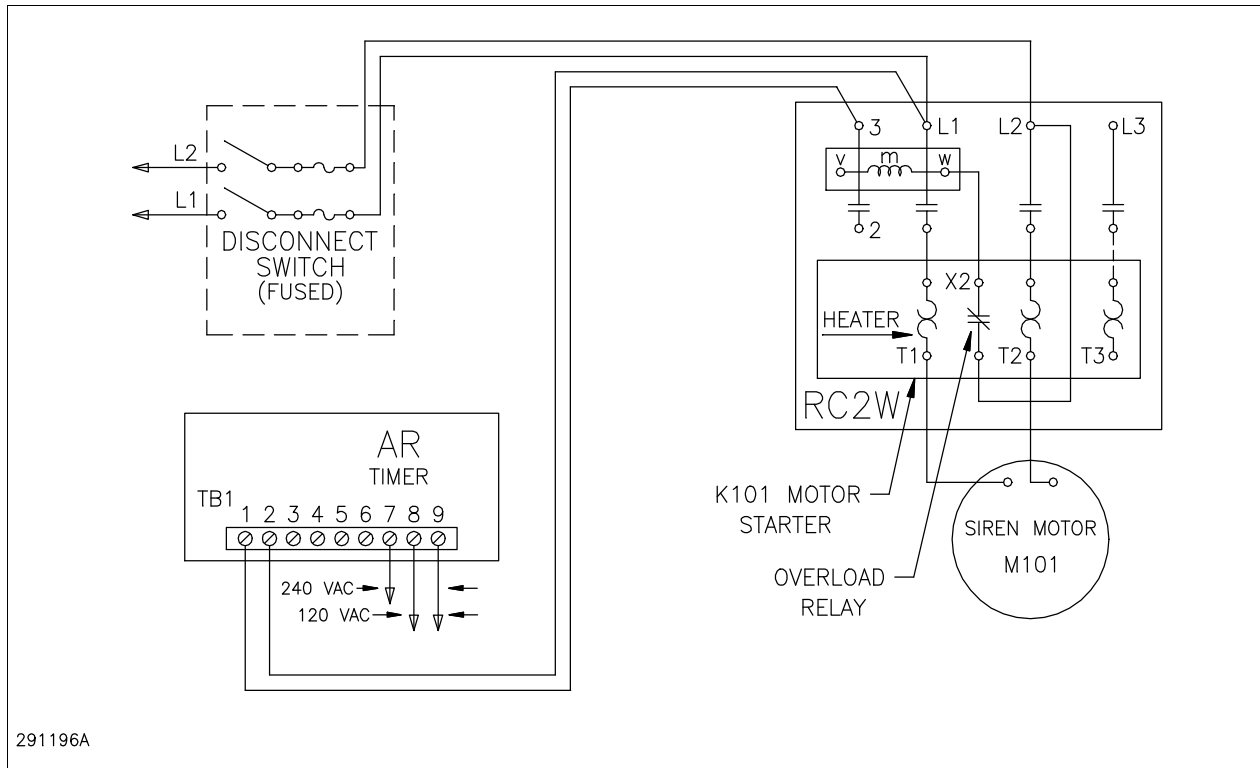 L2
L1
DISCONNECT
SWITCH
(FUSED)
3
L1
L2
L3
V
m
W
2
X2
HEATER
T1
T2
T3
RC2W
AR
TIMER
TB1
1 2 3 4 5 6 7 8 9
240 VAC
120 VAC
K101 MOTOR
STARTER
OVERLOAD
RELAY
SIREN MOTOR
M101
291196A